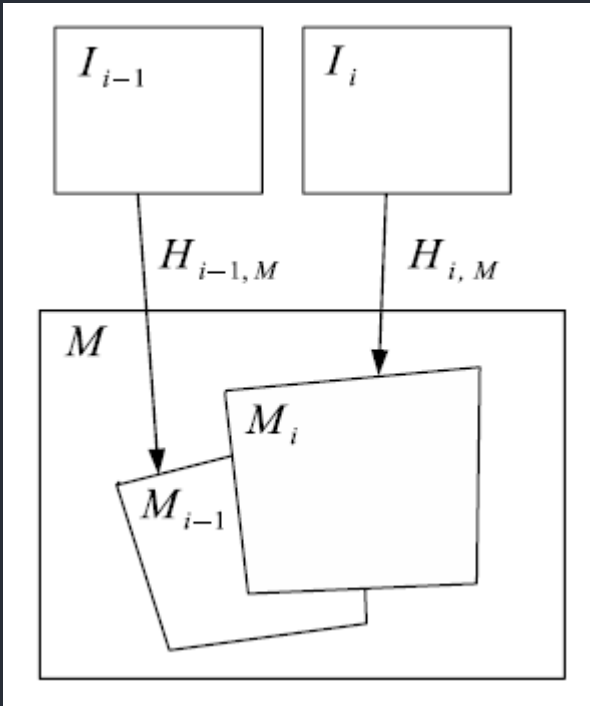 I_{i-1}
I_i
H_{i-1, M}
H_{i, M}
M
M_i
M_{i-1}